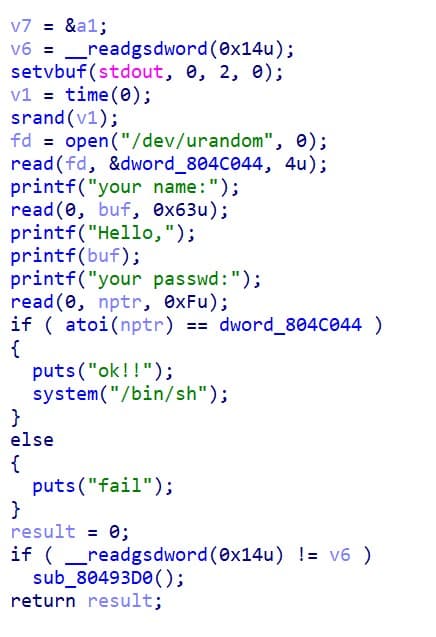 v7 = &a1;
v6 = __readgsdword(0x14u);
setvbuf(stdout, 0, 2, 0);
v1 = time(0);
srand(v1);
fd = open("/dev/urandom", 0);
read(fd, &dword_804C044, 4u);
printf("your name:");
read(0, buf, 0x63u);
printf("Hello,");
printf(buf);
printf("your passwd:");
read(0, nptr, 0xFu);
if ( atoi(nptr) == dword_804C044 )
{
  puts("ok!!");
  system("/bin/sh");
}
else
{
  puts("fail");
}
result = 0;
if ( __readgsdword(0x14u) != v6 )
  sub_80493D0();
return result;